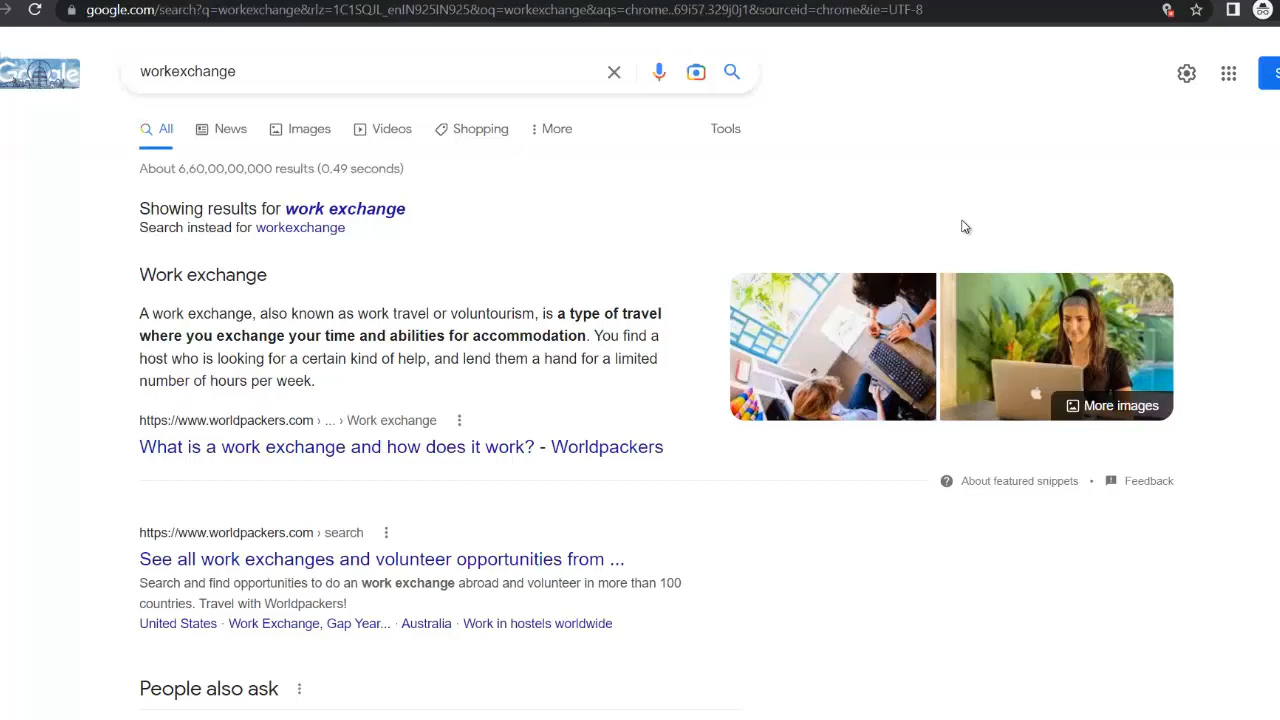 google.com/search?q=workexchange&rlz=1C1SQJL_enIN925IN925&oq=workexchange&aqs=chrome..69i57.329j0j1&sourceid=chrome&ie=UTF-8
Google
workexchange
S
All
News
Images
Videos
Shopping
More
Tools
About 6,60,00,00,000 results (0.49 seconds)
Showing results for work exchange
Search instead for workexchange
Work exchange
A work exchange, also known as work travel or voluntourism, is a type of travel
where you exchange your time and abilities for accommodation. You find a
host who is looking for a certain kind of help, and lend them a hand for a limited
number of hours per week.
More images
https://www.worldpackers.com › ... › Work exchange
What is a work exchange and how does it work? - Worldpackers
About featured snippets • Feedback
https://www.worldpackers.com › search
See all work exchanges and volunteer opportunities from ...
Search and find opportunities to do an work exchange abroad and volunteer in more than 100
countries. Travel with Worldpackers!
United States · Work Exchange, Gap Year... · Australia · Work in hostels worldwide
People also ask